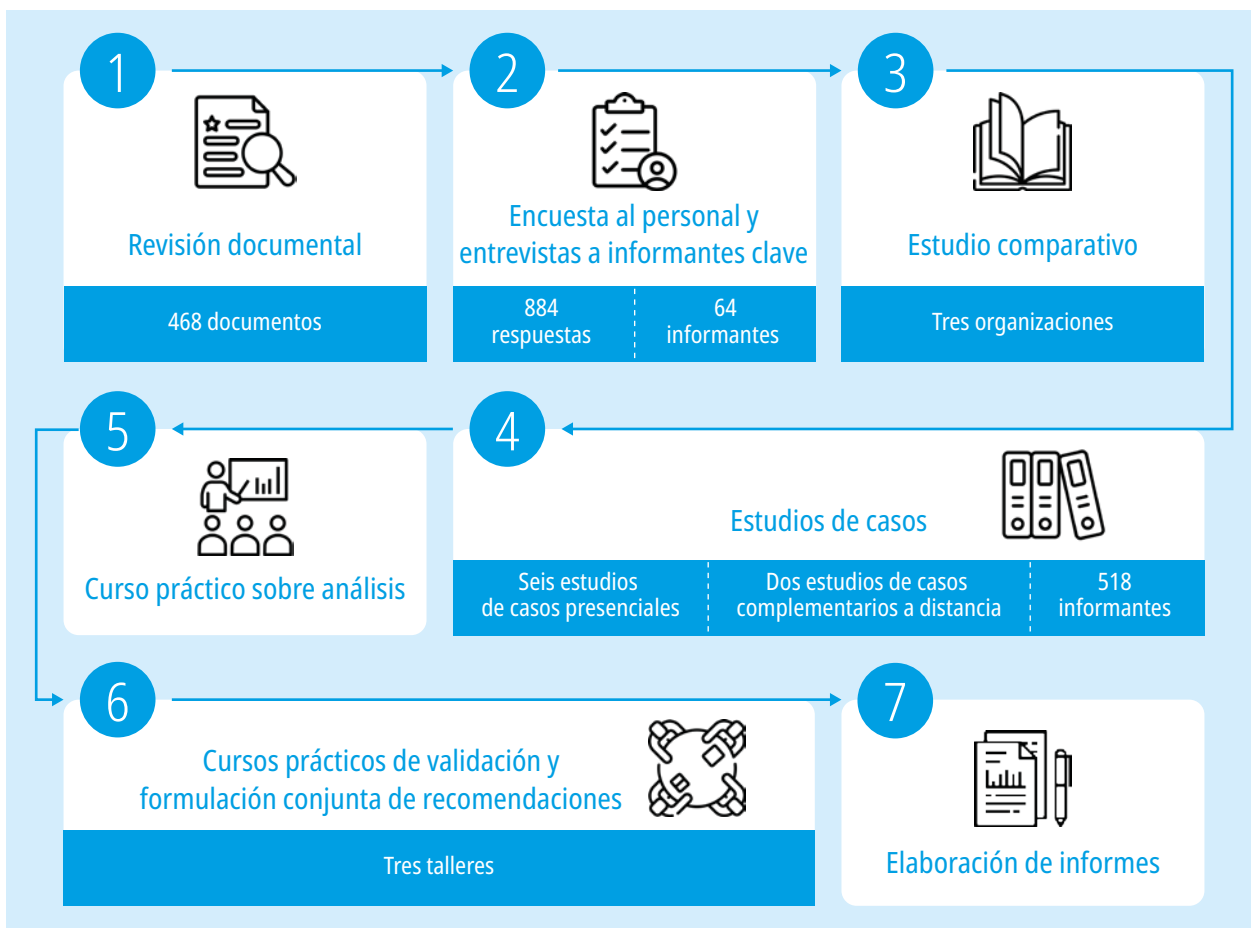 1
Revisión documental
468 documentos
2
Encuesta al personal y
entrevistas a informantes clave
884
respuestas
64
informantes
3
Estudio comparativo
Tres organizaciones
4
Estudios de casos
Seis estudios
de casos presenciales
Dos estudios de casos
complementarios a distancia
518
informantes
5
Curso práctico sobre análisis
6
Cursos prácticos de validación y
formulación conjunta de recomendaciones
Tres talleres
7
Elaboración de informes